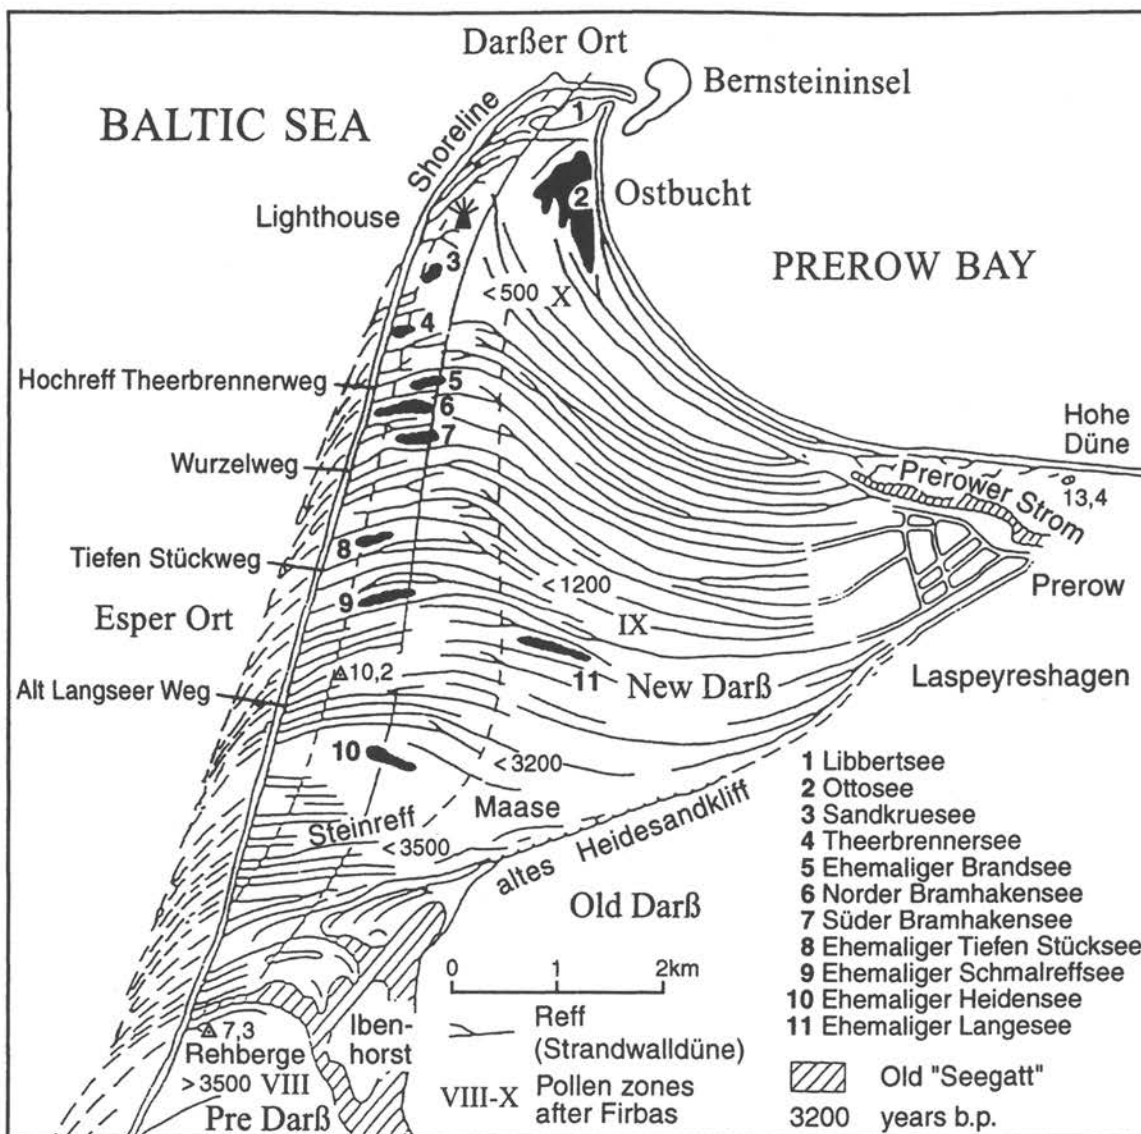 Darßer Ort
Bernsteininsel
BALTIC SEA
Shoreline
1
2
Ostbucht
Lighthouse
3
PREROW BAY
<500 X
4
Hochreff Theerbrennerweg
5
6
7
Hohe
Düne
Wurzelweg
Prerower Strom
13,4
8
Tiefen Stückweg
<1200
Prerow
9
Esper Ort
IX
11
New Darß
Laspeyreshagen
10,2
Alt Langseer Weg
10
<3200
Maase
Steinreff
<3500
altes Heidesandkliff
Old Darß
1 Libbertsee
2 Ottosee
3 Sandkruesee
4 Theerbrennersee
5 Ehemaliger Brandsee
6 Norder Bramhakensee
7 Süder Bramhakensee
8 Ehemaliger Tiefen Stücksee
9 Ehemaliger Schmalreffsee
10 Ehemaliger Heidensee
11 Ehemaliger Langesee
0 1 2km
Reff
(Strandwalldüne)
VIII-X Pollen zones
after Firbas
Old "Seegatt"
3200 years b.p.
7,3
Rehberge
>3500 VIII
Pre Darß
Iben-
horst